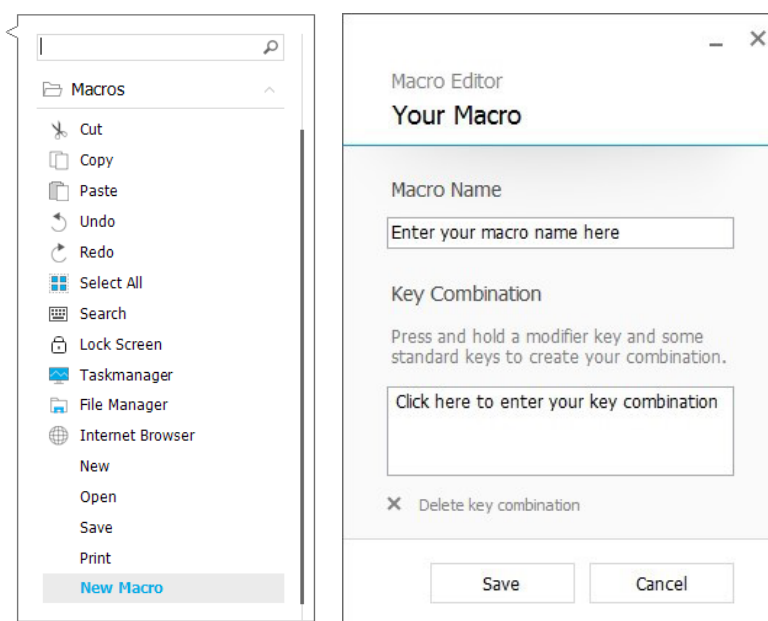 Macros
Cut
Copy
Paste
Undo
Redo
Select All
Search
Lock Screen
Taskmanager
File Manager
Internet Browser
New
Open
Save
Print
New Macro
Macro Editor
Your Macro
Macro Name
Enter your macro name here
Key Combination
Press and hold a modifier key and some
standard keys to create your combination.
Click here to enter your key combination
Delete key combination
Save
Cancel